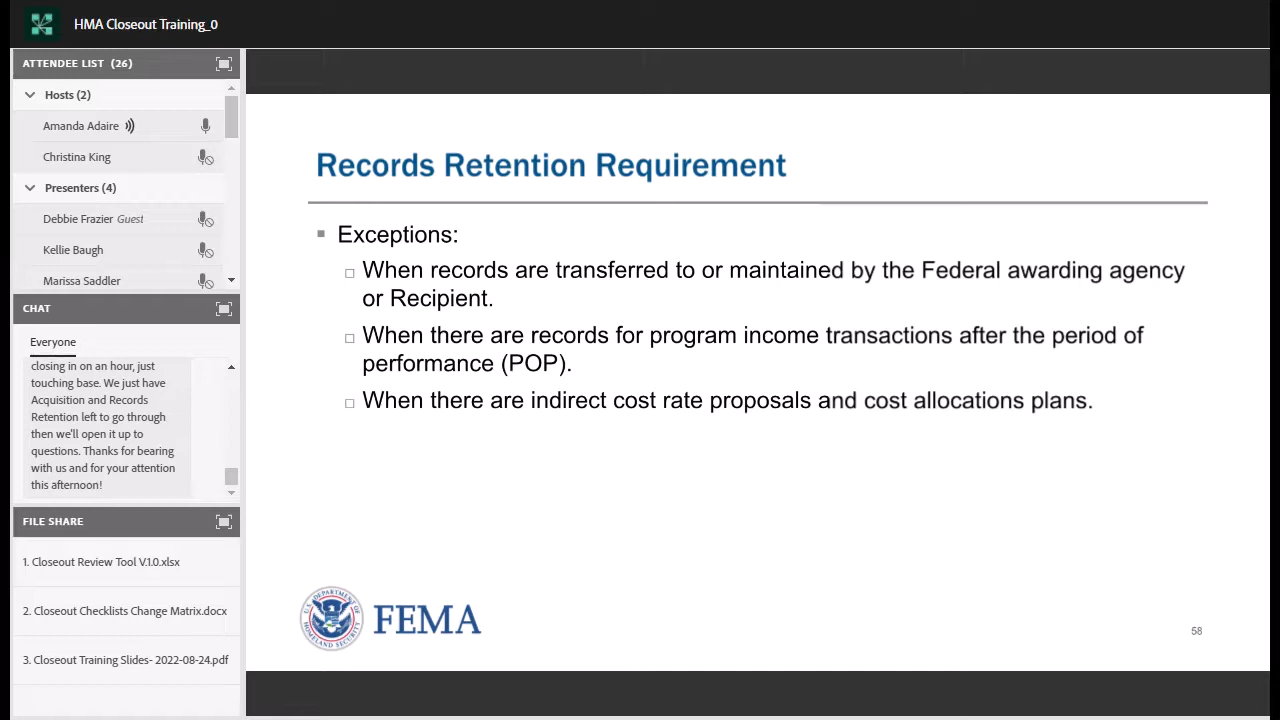 HMA Closeout Training_0
ATTENDEE LIST (26)
Hosts (2)
Amanda Adaire
Christina King
Presenters (4)
Debbie Frazier Guest
Kellie Baugh
Marissa Saddler
CHAT
Everyone
closing in on an hour, just
touching base. We just have
Acquisition and Records
Retention left to go through
then we'll open it up to
questions. Thanks for bearing
with us and for your attention
this afternoon!
FILE SHARE
1. Closeout Review Tool V.1.0.xlsx
2. Closeout Checklists Change Matrix.docx
3. Closeout Training Slides- 2022-08-24.pdf
Records Retention Requirement
Exceptions:
When records are transferred to or maintained by the Federal awarding agency
or Recipient.
When there are records for program income transactions after the period of
performance (POP).
When there are indirect cost rate proposals and cost allocations plans.
U.S. DEPARTMENT OF
HOMELAND SECURITY
FEMA
58